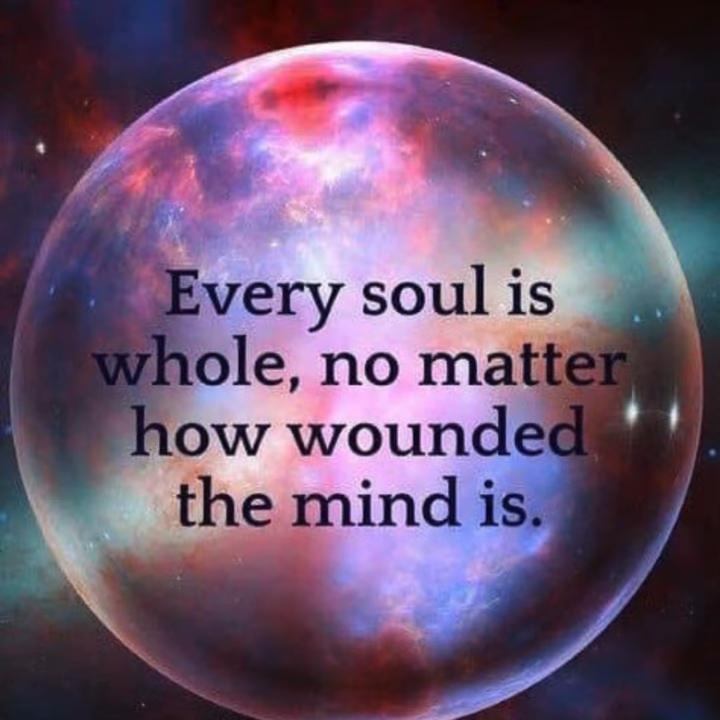 Every soul is
whole, no matter
how wounded
the mind is.